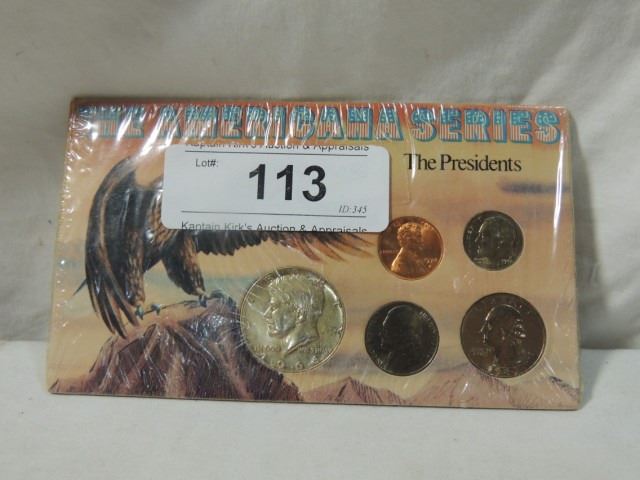 THE AMERICANA SERIES
The Presidents
Kaptain Kirk's Auction & Appraisals
Lot#:
113
ID:345
Kaptain Kirk's Auction & Appraisals